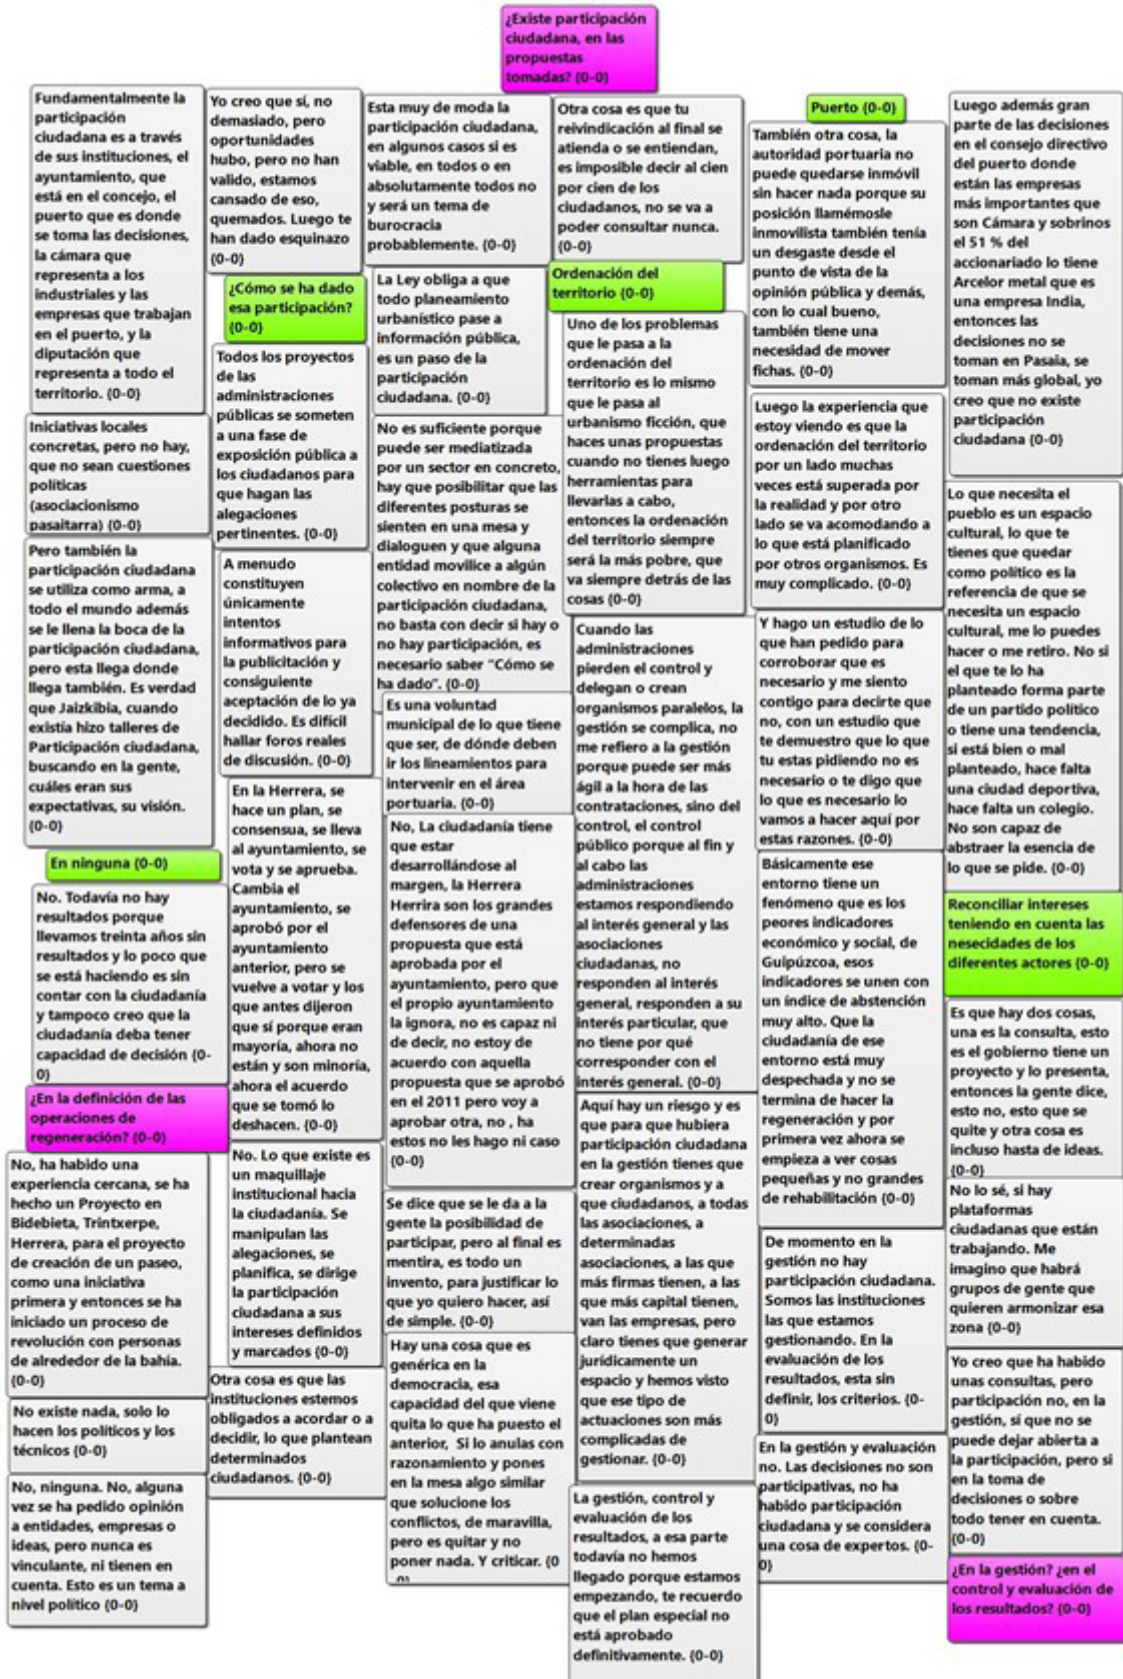 ¿Existe participación
ciudadana, en las
propuestas
tomadas? {0-0}
Fundamentalmente la
participación
ciudadana es a través
de sus instituciones, el
ayuntamiento, que
está en el concejo, el
puerto que es donde
se toma las decisiones,
la cámara que
representa a los
industriales y las
empresas que trabajan
en el puerto, y la
diputación que
representa a todo el
territorio. {0-0}
Iniciativas locales
concretas, pero no hay,
que no sean cuestiones
políticas
(asociacionismo
pasaitarra) {0-0}
Pero también la
participación ciudadana
se utiliza como arma, a
todo el mundo además
se le llena la boca de la
participación ciudadana,
pero esta llega donde
llega también. Es verdad
que Jaizkibia, cuando
existía hizo talleres de
Participación ciudadana,
buscando en la gente,
cuáles eran sus
expectativas, su visión.
{0-0}
En ninguna {0-0}
No. Todavía no hay
resultados porque
llevamos treinta años sin
resultados y lo poco que
se está haciendo es sin
contar con la ciudadanía
y tampoco creo que la
ciudadanía deba tener
capacidad de decisión {0-
0}
¿En la definición de las
operaciones de
regeneración? {0-0}
No, ha habido una
experiencia cercana, se ha
hecho un Proyecto en
Bidebieta, Trintxerpe,
Herrera, para el proyecto
de creación de un paseo,
como una iniciativa
primera y entonces se ha
iniciado un proceso de
revolución con personas
de alrededor de la bahía.
{0-0}
No existe nada, solo lo
hacen los políticos y los
técnicos {0-0}
No, ninguna. No, alguna
vez se ha pedido opinión
a entidades, empresas o
ideas, pero nunca es
vinculante, ni tienen en
cuenta. Esto es un tema a
nivel político {0-0}
Yo creo que sí, no
demasiado, pero
oportunidades
hubo, pero no han
valido, estamos
cansado de eso,
quemados. Luego te
han dado esquinazo
{0-0}
¿Cómo se ha dado
esa participación?
{0-0}
Todos los proyectos
de las
administraciones
públicas se someten
a una fase de
exposición pública a
los ciudadanos para
que hagan las
alegaciones
pertinentes. {0-0}
A menudo
constituyen
únicamente
intentos
informativos para
la publicitación y
consiguiente
aceptación de lo ya
decidido. Es difícil
hallar foros reales
de discusión. {0-0}
En la Herrera, se
hace un plan, se
consensua, se lleva
al ayuntamiento, se
vota y se aprueba.
Cambia el
ayuntamiento, se
aprobó por el
ayuntamiento
anterior, pero se
vuelve a votar y los
que antes dijeron
que sí porque eran
mayoría, ahora no
están y son minoría,
ahora el acuerdo
que se tomó lo
deshacen. {0-0}
No. Lo que existe es
un maquillaje
institucional hacia
la ciudadanía. Se
manipulan las
alegaciones, se
planifica, se dirige
la participación
ciudadana a sus
intereses definidos
y marcados {0-0}
Otra cosa es que las
instituciones estemos
obligados a acordar o a
decidir, lo que plantean
determinados
ciudadanos. {0-0}
Esta muy de moda la
participación ciudadana,
en algunos casos si es
viable, en todos o en
absolutamente todos no
y será un tema de
burocracia
probablemente. {0-0}
La Ley obliga a que
todo planeamiento
urbanístico pase a
información pública,
es un paso de la
participación
ciudadana. {0-0}
No es suficiente porque
puede ser mediatizada
por un sector en concreto,
hay que posibilitar que las
diferentes posturas se
sienten en una mesa y
dialoguen y que alguna
entidad movilice a algún
colectivo en nombre de la
participación ciudadana,
no basta con decir si hay o
no hay participación, es
necesario saber "Cómo se
ha dado". {0-0}
Es una voluntad
municipal de lo que tiene
que ser, de dónde deben
ir los lineamientos para
intervenir en el área
portuaria. {0-0}
No, La ciudadanía tiene
que estar
desarrollándose al
margen, la Herrera
Herrira son los grandes
defensores de una
propuesta que está
aprobada por el
ayuntamiento, pero que
el propio ayuntamiento
la ignora, no es capaz ni
de decir, no estoy de
acuerdo con aquella
propuesta que se aprobó
en el 2011 pero voy a
aprobar otra, no , ha
estos no les hago ni caso
{0-0}
Se dice que se le da a la
gente la posibilidad de
participar, pero al final es
mentira, es todo un
invento, para justificar lo
que yo quiero hacer, así
de simple. {0-0}
Hay una cosa que es
genérica en la
democracia, esa
capacidad del que viene
quita lo que ha puesto el
anterior, Si lo anulas con
razonamiento y pones
en la mesa algo similar
que solucione los
conflictos, de maravilla,
pero es quitar y no
poner nada. Y criticar. {0
Otra cosa es que tu
reivindicación al final se
atienda o se entiendan,
es imposible decir al cien
por cien de los
ciudadanos, no se va a
poder consultar nunca.
{0-0}
Ordenación del
territorio {0-0}
Uno de los problemas
que le pasa a la
ordenación del
territorio es lo mismo
que le pasa al
urbanismo ficción, que
haces unas propuestas
cuando no tienes luego
herramientas para
llevarlas a cabo,
entonces la ordenación
del territorio siempre
será la más pobre, que
va siempre detrás de las
cosas {0-0}
Cuando las
administraciones
pierden el control y
delegan o crean
organismos paralelos, la
gestión se complica, no
me refiero a la gestión
porque puede ser más
ágil a la hora de las
contrataciones, sino del
control, el control
público porque al fin y
al cabo las
administraciones
estamos respondiendo
al interés general y las
asociaciones
ciudadanas, no
responden al interés
general, responden a su
interés particular, que
no tiene por qué
corresponder con el
interés general. {0-0}
Aquí hay un riesgo y es
que para que hubiera
participación ciudadana
en la gestión tienes que
crear organismos y a
que ciudadanos, a todas
las asociaciones, a
determinadas
asociaciones, a las que
más firmas tienen, a las
que más capital tienen,
van las empresas, pero
claro tienes que generar
jurídicamente un
espacio y hemos visto
que ese tipo de
actuaciones son más
complicadas de
gestionar. {0-0}
La gestión, control y
evaluación de los
resultados, a esa parte
todavía no hemos
llegado porque estamos
empezando, te recuerdo
que el plan especial no
está aprobado
definitivamente. {0-0}
Puerto {0-0}
También otra cosa, la
autoridad portuaria no
puede quedarse inmóvil
sin hacer nada porque su
posición llamémosle
inmovilista también tenía
un desgaste desde el
punto de vista de la
opinión pública y demás,
con lo cual bueno,
también tiene una
necesidad de mover
fichas. {0-0}
Luego la experiencia que
estoy viendo es que la
ordenación del territorio
por un lado muchas
veces está superada por
la realidad y por otro
lado se va acomodando a
lo que está planificado
por otros organismos. Es
muy complicado. {0-0}
Y hago un estudio de lo
que han pedido para
corroborar que es
necesario y me siento
contigo para decirte que
no, con un estudio que
te demuestro que lo que
tu estas pidiendo no es
necesario o te digo que
lo que es necesario lo
vamos a hacer aquí por
estas razones. {0-0}
Básicamente ese
entorno tiene un
fenómeno que es los
peores indicadores
económico y social, de
Guipúzcoa, esos
indicadores se unen con
un índice de abstención
muy alto. Que la
ciudadanía de ese
entorno está muy
despechada y no se
termina de hacer la
regeneración y por
primera vez ahora se
empieza a ver cosas
pequeñas y no grandes
de rehabilitación {0-0}
De momento en la
gestión no hay
participación ciudadana.
Somos las instituciones
las que estamos
gestionando. En la
evaluación de los
resultados, esta sin
definir, los criterios. {0-
0}
En la gestión y evaluación
no. Las decisiones no son
participativas, no ha
habido participación
ciudadana y se considera
una cosa de expertos. {0-
0}
Luego además gran
parte de las decisiones
en el consejo directivo
del puerto donde
están las empresas
más importantes que
son Cámara y sobrinos
el 51 % del
accionariado lo tiene
Arcelor metal que es
una empresa India,
entonces las
decisiones no se
toman en Pasaia, se
toman más global, yo
creo que no existe
participación
ciudadana {0-0}
Lo que necesita el
pueblo es un espacio
cultural, lo que te
tienes que quedar
como político es la
referencia de que se
necesita un espacio
cultural, me lo puedes
hacer o me retiro. No si
el que te lo ha
planteado forma parte
de un partido político
o tiene una tendencia,
si está bien o mal
planteado, hace falta
una ciudad deportiva,
hace falta un colegio.
No son capaz de
abstraer la esencia de
lo que se pide. {0-0}
Reconciliar intereses
teniendo en cuenta las
nesecidades de los
diferentes actores {0-0}
Es que hay dos cosas,
una es la consulta, esto
es el gobierno tiene un
proyecto y lo presenta,
entonces la gente dice,
esto no, esto que se
quite y otra cosa es
incluso hasta de ideas.
{0-0}
No lo sé, si hay
plataformas
ciudadanas que están
trabajando. Me
imagino que habrá
grupos de gente que
quieren armonizar esa
zona {0-0}
Yo creo que ha habido
unas consultas, pero
participación no, en la
gestión, sí que no se
puede dejar abierta a
la participación, pero si
en la toma de
decisiones o sobre
todo tener en cuenta.
{0-0}
¿En la gestión? ¿en el
control y evaluación de
los resultados? {0-0}